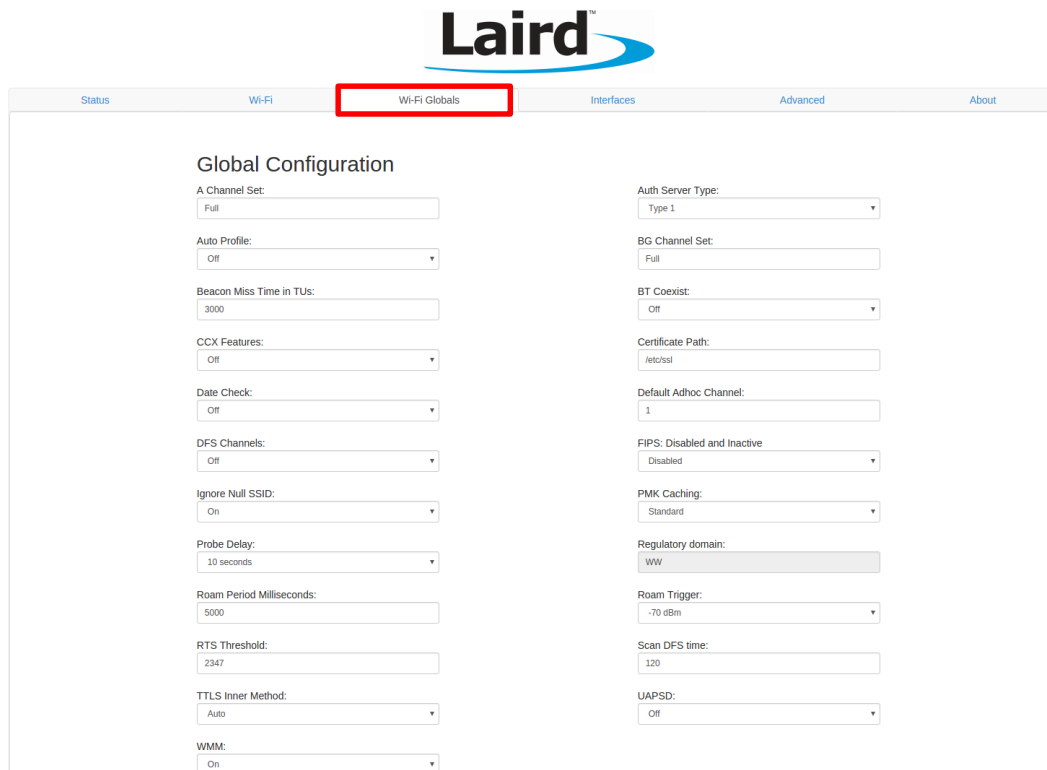 Laird™
Status Wi-Fi Wi-Fi Globals Interfaces Advanced About
Global Configuration
A Channel Set: Auth Server Type:
Full Type 1
Auto Profile: BG Channel Set:
Off Full
Beacon Miss Time in TUs: BT Coexist:
3000 Off
CCX Features: Certificate Path:
Off /etc/ssl
Date Check: Default Adhoc Channel:
Off 1
DFS Channels: FIPS: Disabled and Inactive
Off Disabled
Ignore Null SSID: PMK Caching:
On Standard
Probe Delay: Regulatory domain:
10 seconds WW
Roam Period Milliseconds: Roam Trigger:
5000 -70 dBm
RTS Threshold: Scan DFS time:
2347 120
TTLS Inner Method: UAPSD:
Auto Off
WMM:
On